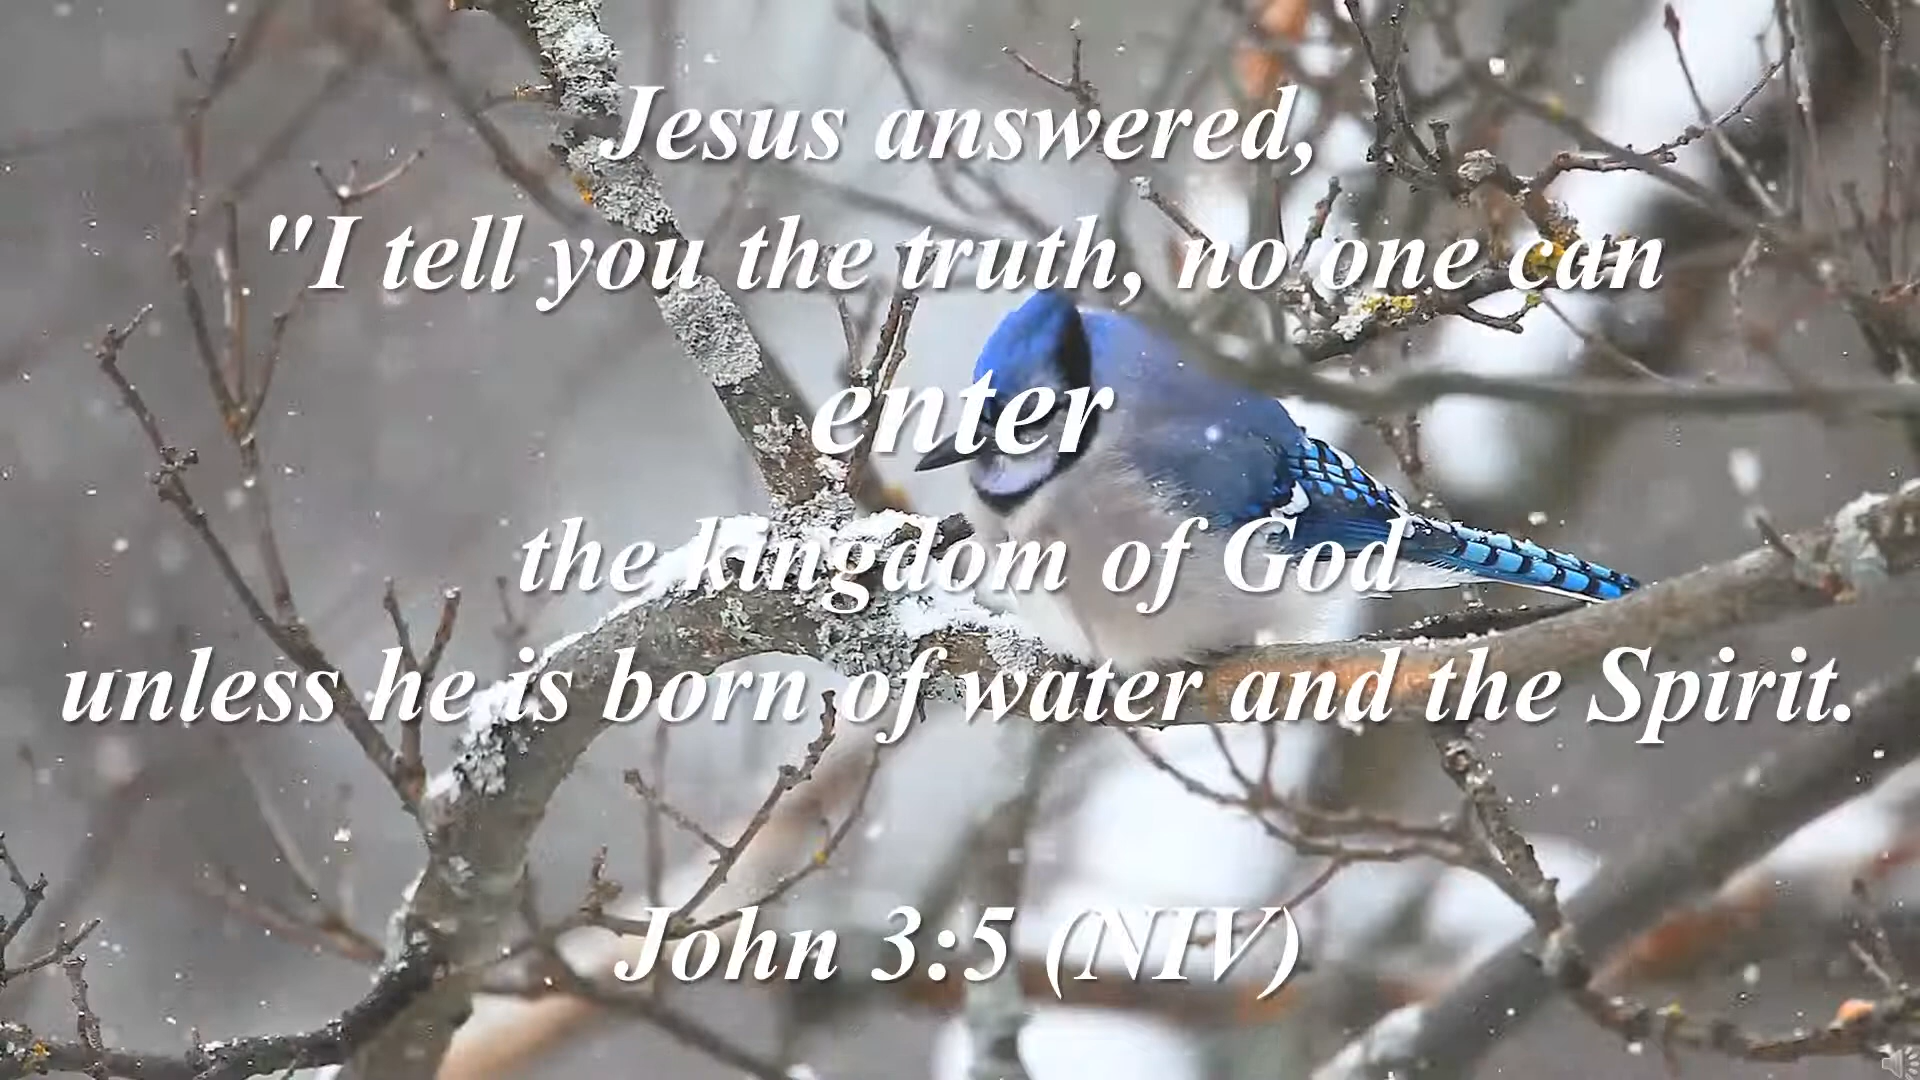 Jesus answered,
"I tell you the truth, no one can
enter
the kingdom of God
unless he is born of water and the Spirit.
John 3:5 (NIV)